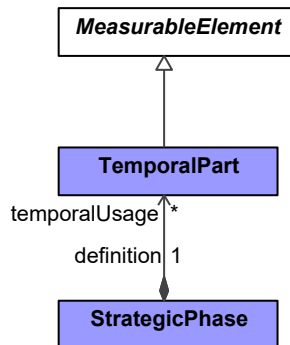 MeasurableElement
TemporalPart
temporalUsage *
definition 1
StrategicPhase